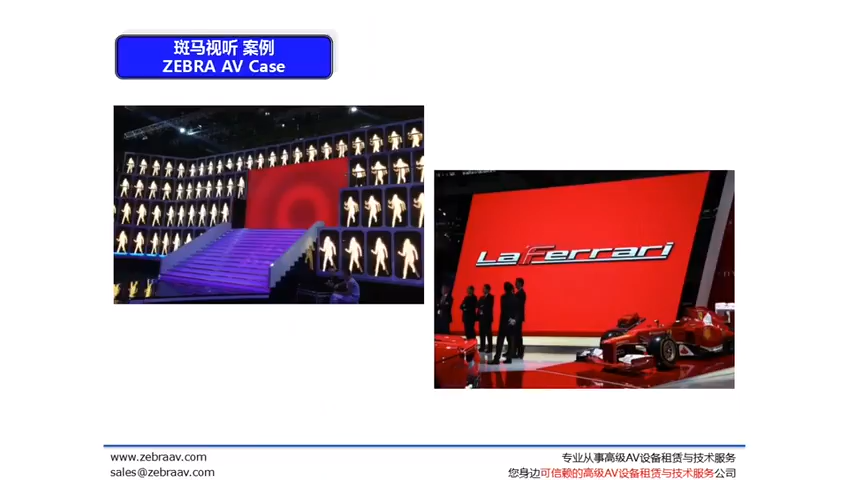 斑马视听 案例
ZEBRA AV Case
LaFerrari
www.zebraav.com
sales@zebraav.com
专业从事高级AV设备租赁与技术服务
您身边可信赖的高级AV设备租赁与技术服务公司